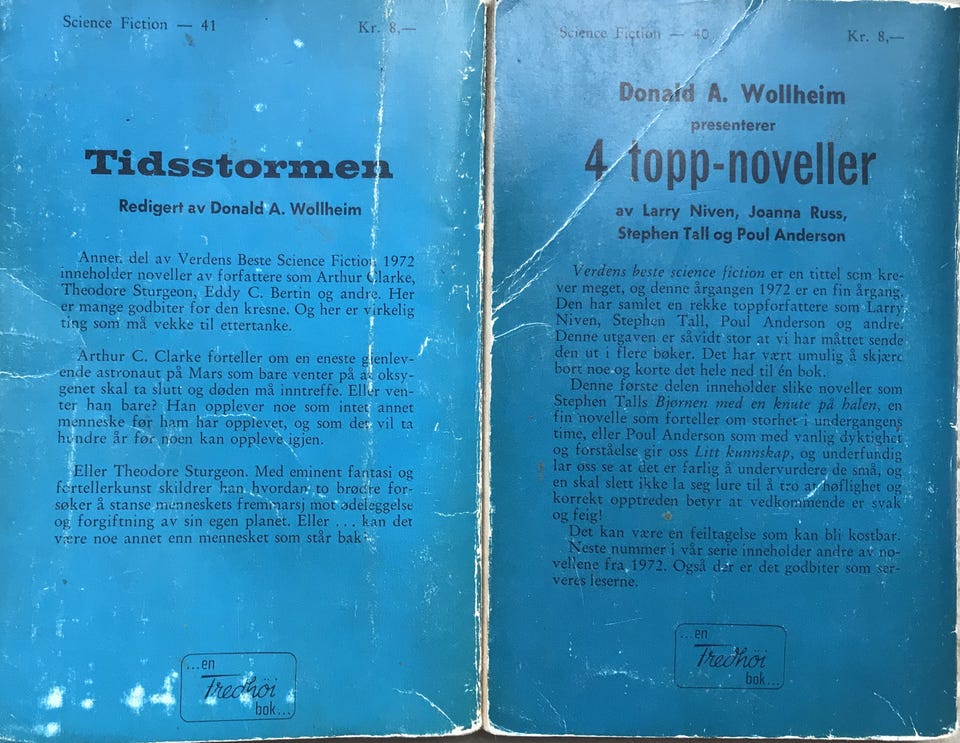 Science Fiction — 41
Kr. 8,—
Tidsstormen
Redigert av Donald A. Wollheim
Annen del av Verdens Beste Science Fiction 1972
inneholder noveller av forfattere som Arthur Clarke,
Theodore Sturgeon, Eddy C. Bertin og andre. Her
er mange godbiter for den kresne. Og her er virkelig
ting som må vekke til ettertanke.
Arthur C. Clarke forteller om en eneste gjenlev-
ende astronaut på Mars som bare venter på at oksy-
genet skal ta slutt og døden må inntreffe. Eller ven-
ter han bare? Han opplever noe som intet annet
menneske før ham har opplevet, og som det vil ta
hundre år før noen kan oppleve igjen.
Eller Theodore Sturgeon. Med eminent fantasi og
fortellerkunst skildrer han hvordan to brødre for-
søker å stanse menneskets fremmarsj mot ødeleggelse
og forgiftning av sin egen planet. Eller ... kan det
være noe annet enn mennesket som står bak?
...en
Fredhøi
bok...
Science Fiction — 40
Kr. 8,—
Donald A. Wollheim
presenterer
4 topp-noveller
av Larry Niven, Joanna Russ,
Stephen Tall og Poul Anderson
Verdens beste science fiction er en tittel som kre-
ver meget, og denne årgangen 1972 er en fin årgang.
Den har samlet en rekke toppforfattere som Larry
Niven, Stephen Tall, Poul Anderson og andre.
Denne utgaven er såvidt stor at vi har måttet sende
den ut i flere bøker. Det har vært umulig å skjære
bort noe og korte det hele ned til én bok.
Denne første delen inneholder slike noveller som
Stephen Talls Bjørnen med en knute på halen, en
fin novelle som forteller om storhet i undergangens
time, eller Poul Anderson som med vanlig dyktighet
og forståelse gir oss Litt kunnskap, og underfundig
lar oss se at det er farlig å undervurdere de små, og
en skal slett ikke la seg lure til å tro at høflighet og
korrekt opptreden betyr at vedkommende er svak
og feig!
Det kan være en feiltagelse som kan bli kostbar.
Neste nummer i vår serie inneholder andre av no-
vellene fra 1972. Også der er det godbiter som ser-
veres leserne.
...en
Fredhøi
bok...